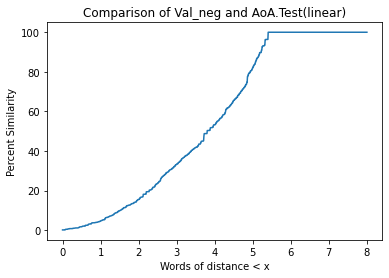 Comparison of Val_neg and AoA.Test(linear)
Percent Similarity
100
80
60
40
20
0
0 1 2 3 4 5 6 7 8
Words of distance < x